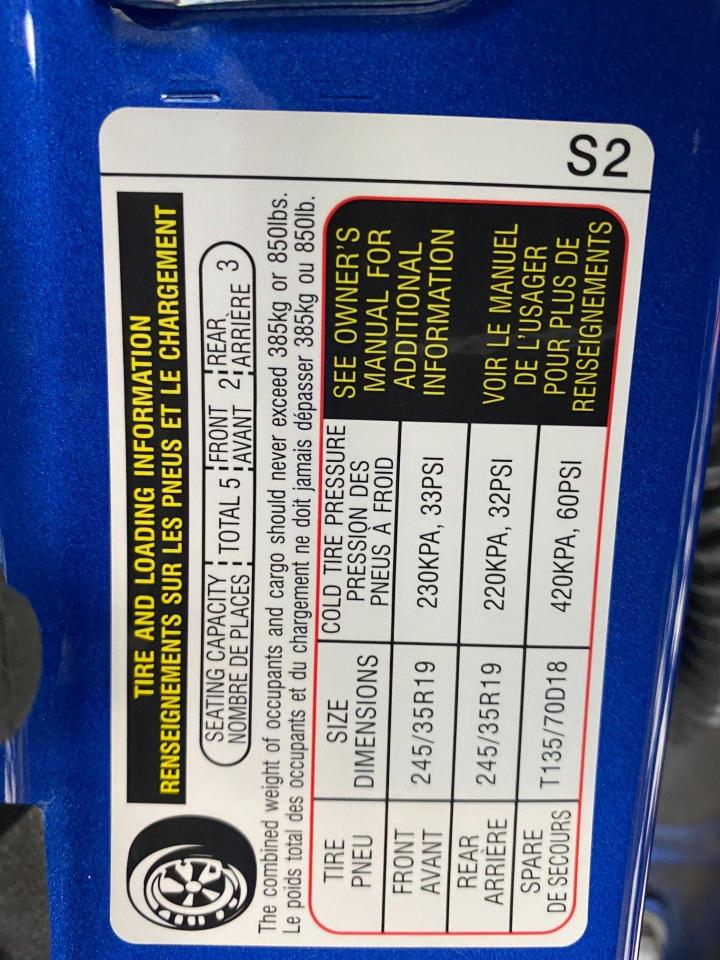 TIRE AND LOADING INFORMATION
RENSEIGNEMENTS SUR LES PNEUS ET LE CHARGEMENT
SEATING CAPACITY TOTAL 5 FRONT 2 REAR 3
NOMBRE DE PLACES AVANT ARRIÈRE
The combined weight of occupants and cargo should never exceed 385kg or 850lbs.
Le poids total des occupants et du chargement ne doit jamais dépasser 385kg ou 850lb.
TIRE SIZE COLD TIRE PRESSURE
PNEU DIMENSIONS PRESSION DES
PNEUS À FROID
FRONT 245/35R19 230KPA, 33PSI
AVANT
REAR 245/35R19 220KPA, 32PSI
ARRIÈRE
SPARE T135/70D18 420KPA, 60PSI
DE SECOURS
SEE OWNER'S
MANUAL FOR
ADDITIONAL
INFORMATION
VOIR LE MANUEL
DE L'USAGER
POUR PLUS DE
RENSEIGNEMENTS
S2